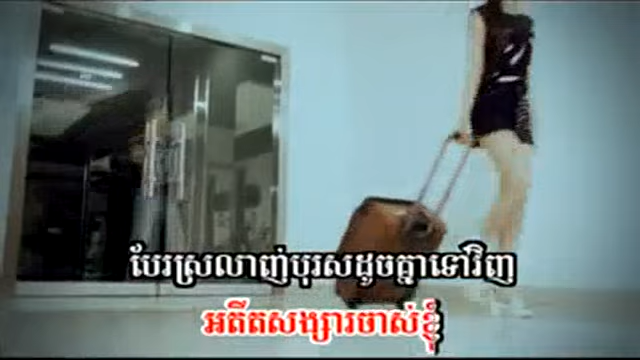 បែរស្រលាញ់បុរសដូចគ្នាទៅវិញ
អតីតសង្សារចាស់ខ្ញុំ